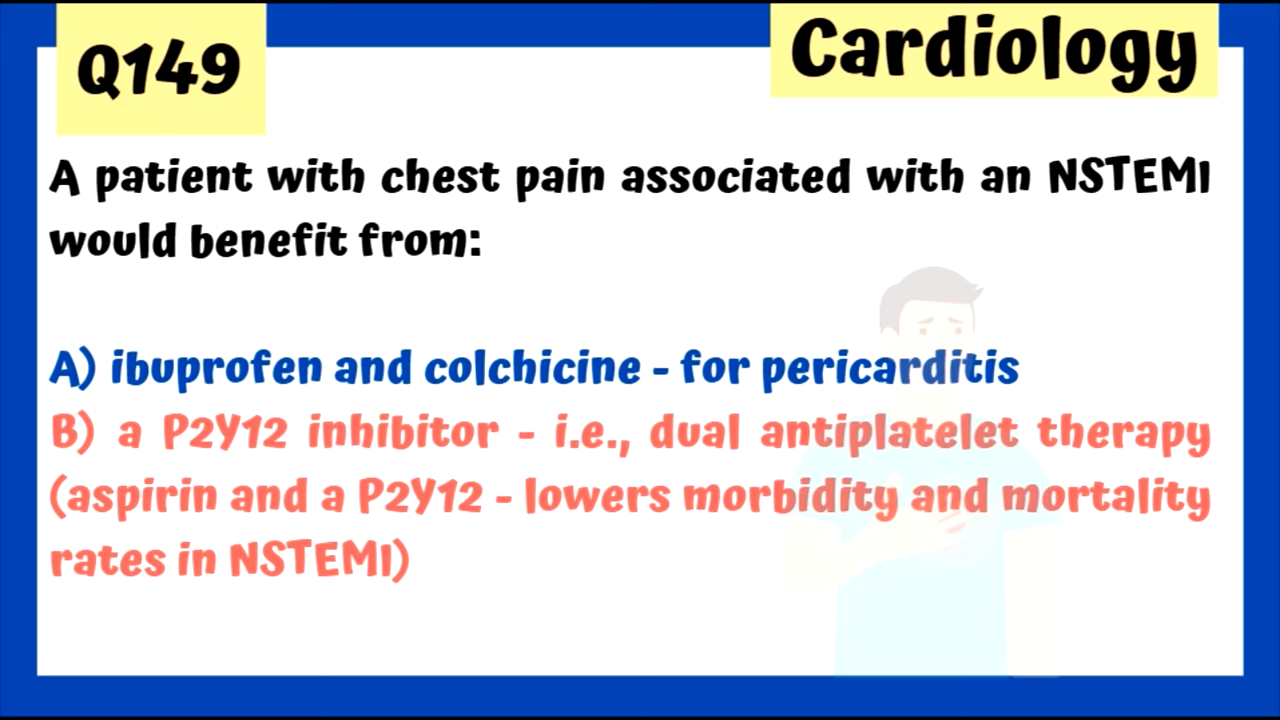 Q149
Cardiology
A patient with chest pain associated with an NSTEMI
would benefit from:
A) ibuprofen and colchicine - for pericarditis
B) a P2Y12 inhibitor - i.e., dual antiplatelet therapy
(aspirin and a P2Y12 - lowers morbidity and mortality
rates in NSTEMI)